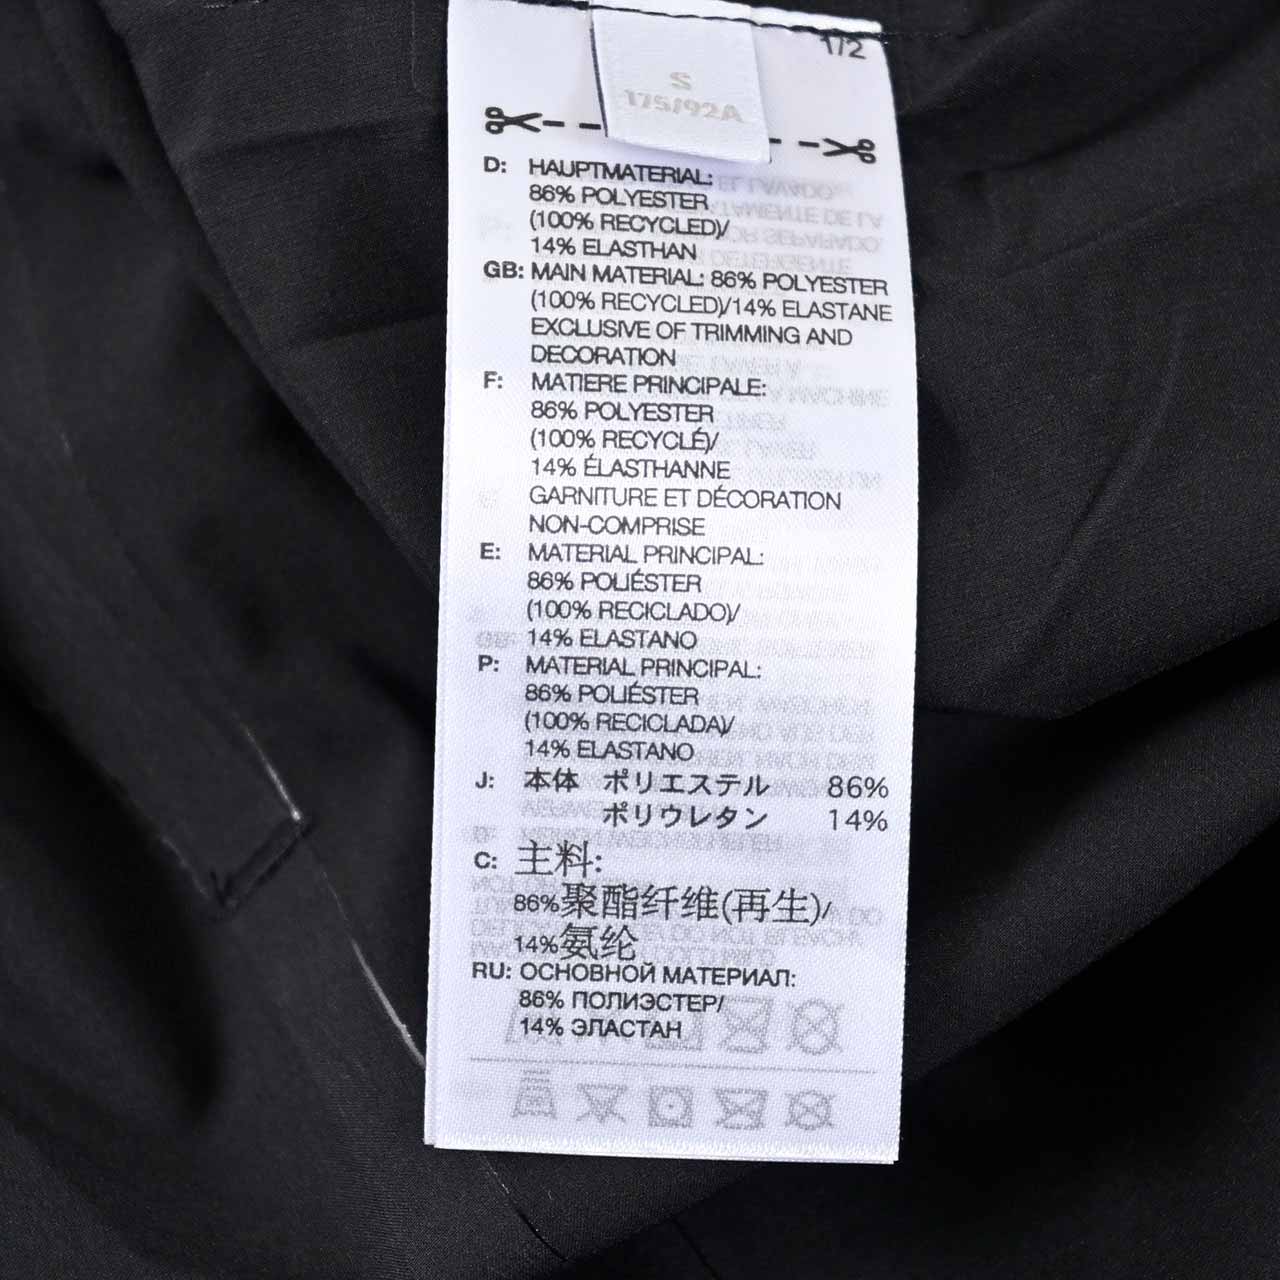 1/2
S
175/92A
D: HAUPTMATERIAL:
86% POLYESTER
(100% RECYCLED)/
14% ELASTHAN
GB: MAIN MATERIAL: 86% POLYESTER
(100% RECYCLED)/14% ELASTANE
EXCLUSIVE OF TRIMMING AND
DECORATION
F: MATIERE PRINCIPALE:
86% POLYESTER
(100% RECYCLÉ)/
14% ÉLASTHANNE
GARNITURE ET DÉCORATION
NON-COMPRISE
E: MATERIAL PRINCIPAL:
86% POLIÉSTER
(100% RECICLADO)/
14% ELASTANO
P: MATERIAL PRINCIPAL:
86% POLIÉSTER
(100% RECICLADA)/
14% ELASTANO
J: 本体 ポリエステル 86%
ポリウレタン 14%
C: 主料:
86%聚酯纤维(再生)/
14%氨纶
RU: ОСНОВНОЙ МАТЕРИАЛ:
86% ПОЛИЭСТЕР/
14% ЭЛАСТАН